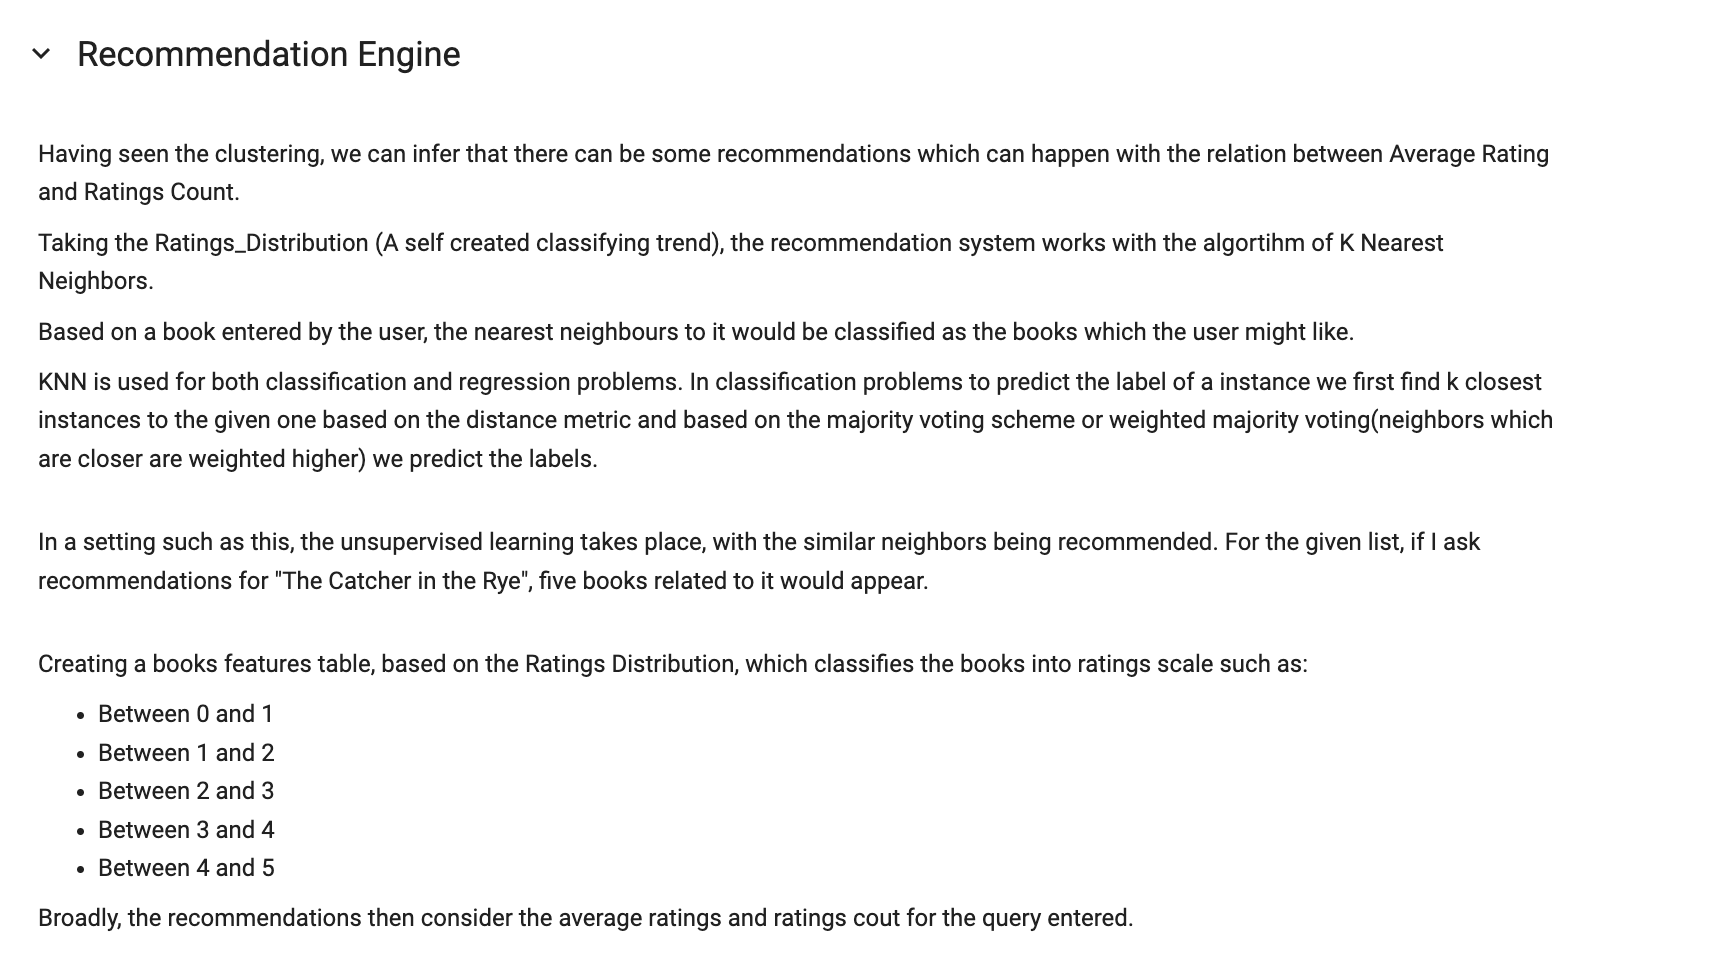 Recommendation Engine
Having seen the clustering, we can infer that there can be some recommendations which can happen with the relation between Average Rating
and Ratings Count.
Taking the Ratings_Distribution (A self created classifying trend), the recommendation system works with the algortihm of K Nearest
Neighbors.
Based on a book entered by the user, the nearest neighbours to it would be classified as the books which the user might like.
KNN is used for both classification and regression problems. In classification problems to predict the label of a instance we first find k closest
instances to the given one based on the distance metric and based on the majority voting scheme or weighted majority voting(neighbors which
are closer are weighted higher) we predict the labels.
In a setting such as this, the unsupervised learning takes place, with the similar neighbors being recommended. For the given list, if I ask
recommendations for "The Catcher in the Rye", five books related to it would appear.
Creating a books features table, based on the Ratings Distribution, which classifies the books into ratings scale such as:
• Between 0 and 1
• Between 1 and 2
• Between 2 and 3
• Between 3 and 4
• Between 4 and 5
Broadly, the recommendations then consider the average ratings and ratings cout for the query entered.